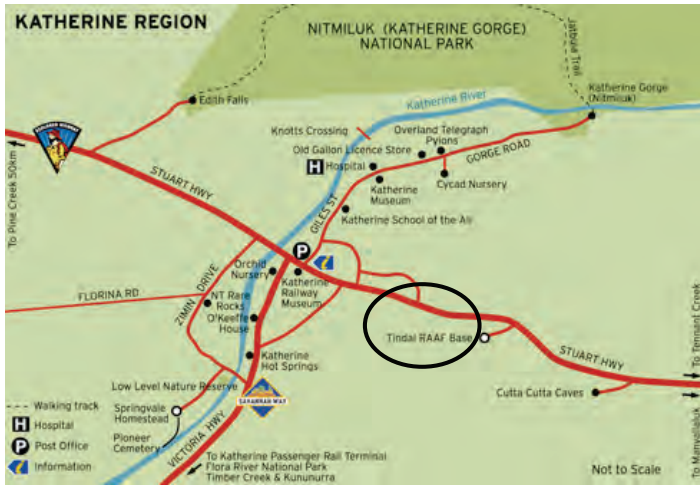 KATHERINE REGION
NITMILUK (KATHERINE GORGE)
NATIONAL PARK
Jatbula Trail
Edith Falls
Katherine River
Katherine Gorge
(Nitmiluk)
Knotts Crossing
Overland Telegraph
Pylons
Old Gallon Licence Store
GORGE ROAD
H Hospital
Katherine
Museum
Cycad Nursery
EXPLORER HIGHWAY
To Pine Creek 50km
STUART HWY
GILES ST
Katherine School of the Air
P
i
Orchid
Nursery
Katherine
Railway
Museum
ZIMIN DRIVE
FLORINA RD
NT Rare
Rocks
O'Keeffe
House
Tindal RAAF Base
STUART HWY
To Tennant Creek
Katherine
Hot Springs
Low Level Nature Reserve
SAVANNAH WAY
Cutta Cutta Caves
To Manyallaluk
Walking track
H Hospital
P Post Office
i Information
Springvale
Homestead
Pioneer
Cemetery
VICTORIA HWY
To Katherine Passenger Rail Terminal
Flora River National Park
Timber Creek & Kununurra
Not to Scale